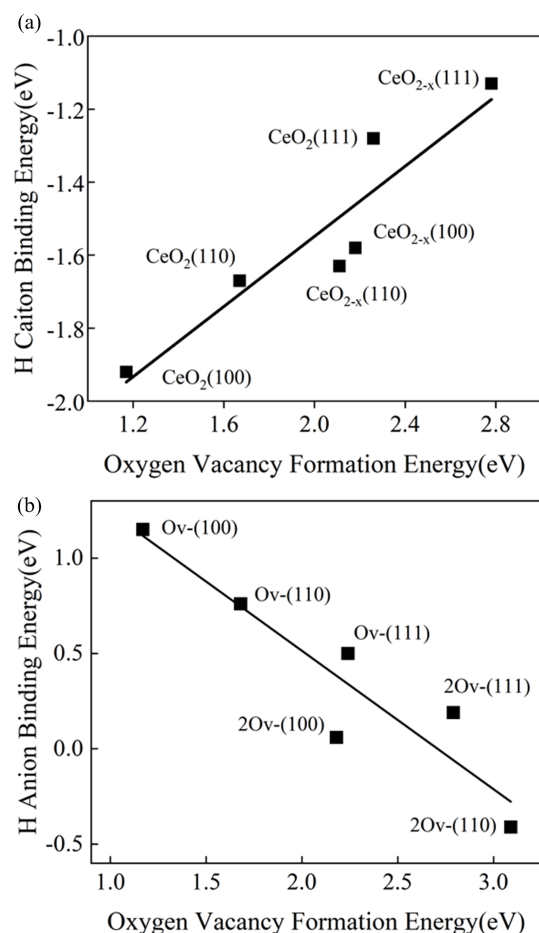 (a)
-1.0
-1.2
-1.4
-1.6
-1.8
-2.0
H Caiton Binding Energy(eV)
CeO2-x(111)
CeO2(111)
CeO2-x(100)
CeO2(110)
CeO2-x(110)
CeO2(100)
1.2 1.6 2.0 2.4 2.8
Oxygen Vacancy Formation Energy(eV)
(b)
1.0
0.5
0.0
-0.5
H Anion Binding Energy(eV)
Ov-(100)
Ov-(110)
Ov-(111)
2Ov-(111)
2Ov-(100)
2Ov-(110)
1.0 1.5 2.0 2.5 3.0
Oxygen Vacancy Formation Energy(eV)